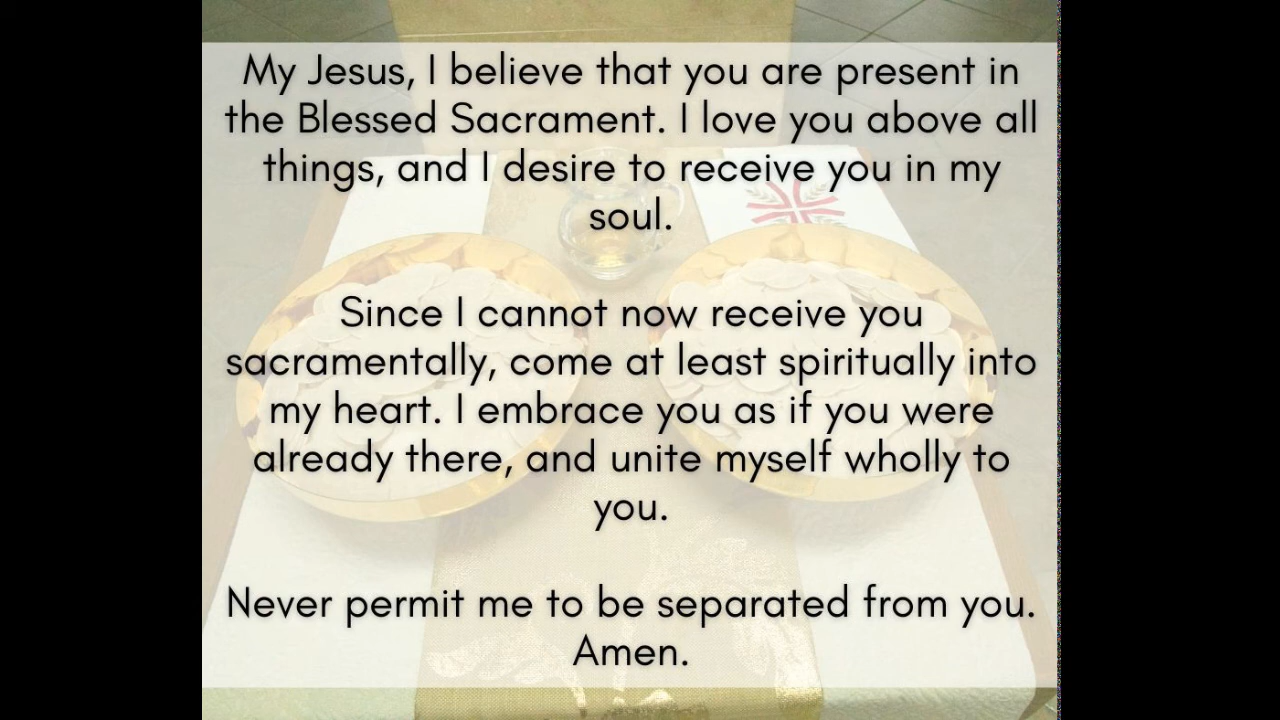 My Jesus, I believe that you are present in
the Blessed Sacrament. I love you above all
things, and I desire to receive you in my
soul.
Since I cannot now receive you
sacramentally, come at least spiritually into
my heart. I embrace you as if you were
already there, and unite myself wholly to
you.
Never permit me to be separated from you.
Amen.